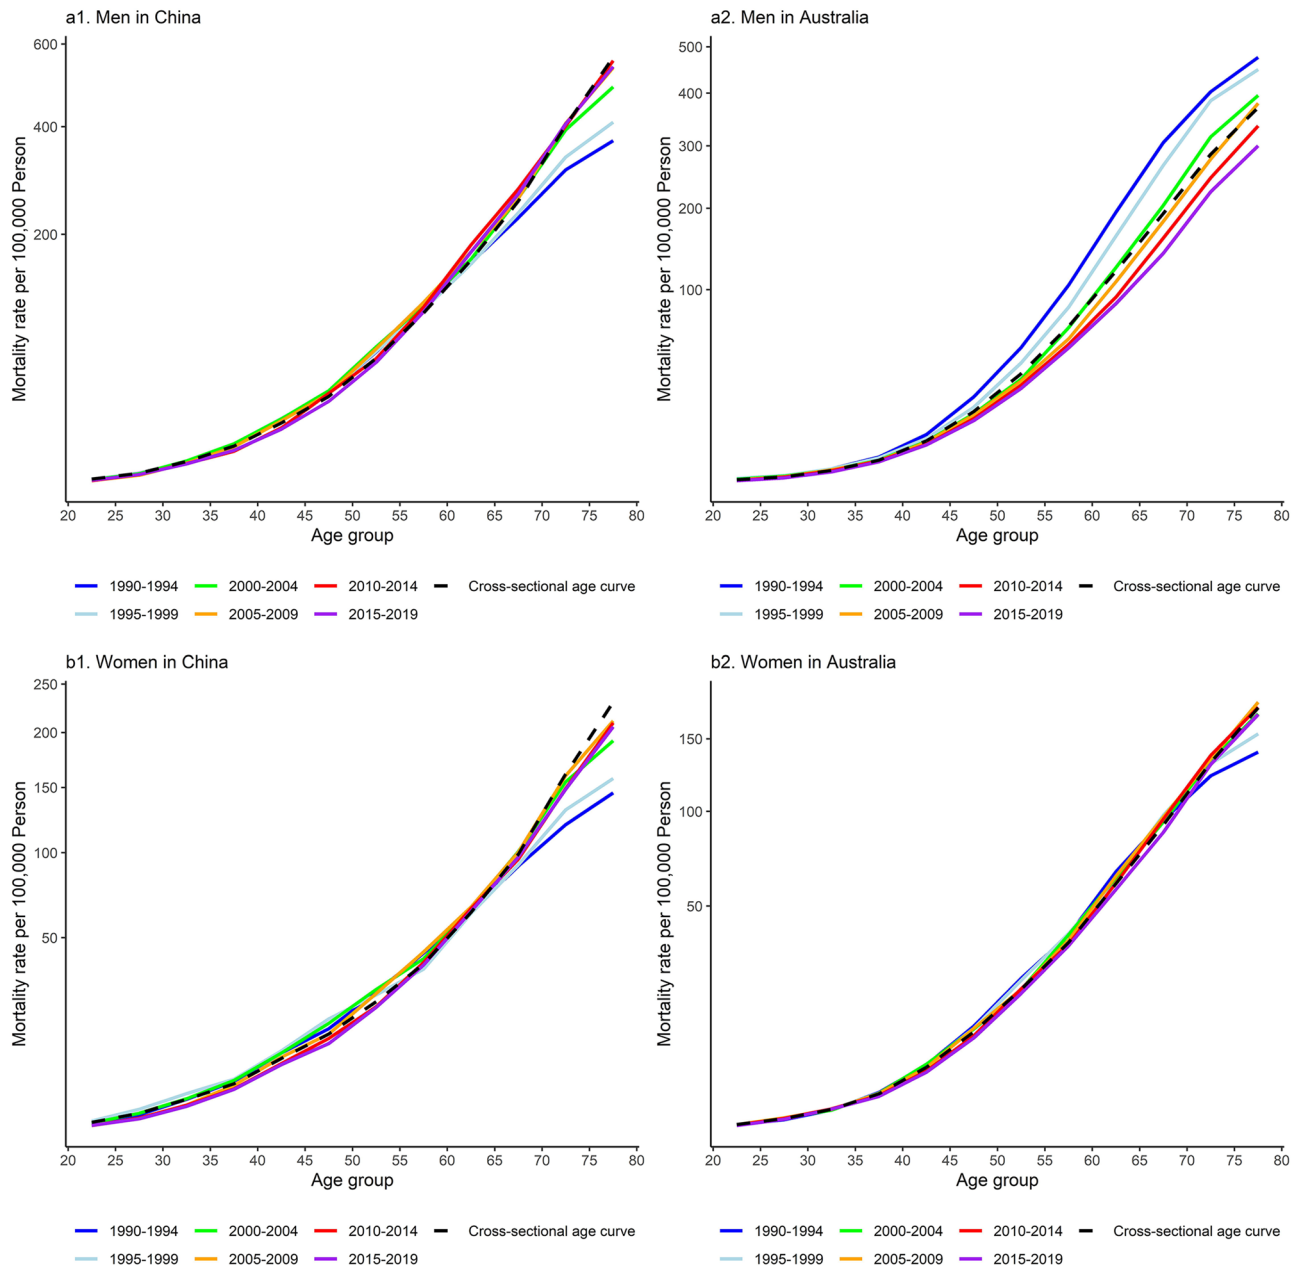 a1. Men in China
Mortality rate per 100,000 Person
600
400
200
20 25 30 35 40 45 50 55 60 65 70 75 80
Age group
1990-1994 2000-2004 2010-2014 Cross-sectional age curve
1995-1999 2005-2009 2015-2019
a2. Men in Australia
Mortality rate per 100,000 Person
500
400
300
200
100
20 25 30 35 40 45 50 55 60 65 70 75 80
Age group
1990-1994 2000-2004 2010-2014 Cross-sectional age curve
1995-1999 2005-2009 2015-2019
b1. Women in China
Mortality rate per 100,000 Person
250
200
150
100
50
20 25 30 35 40 45 50 55 60 65 70 75 80
Age group
1990-1994 2000-2004 2010-2014 Cross-sectional age curve
1995-1999 2005-2009 2015-2019
b2. Women in Australia
Mortality rate per 100,000 Person
150
100
50
20 25 30 35 40 45 50 55 60 65 70 75 80
Age group
1990-1994 2000-2004 2010-2014 Cross-sectional age curve
1995-1999 2005-2009 2015-2019